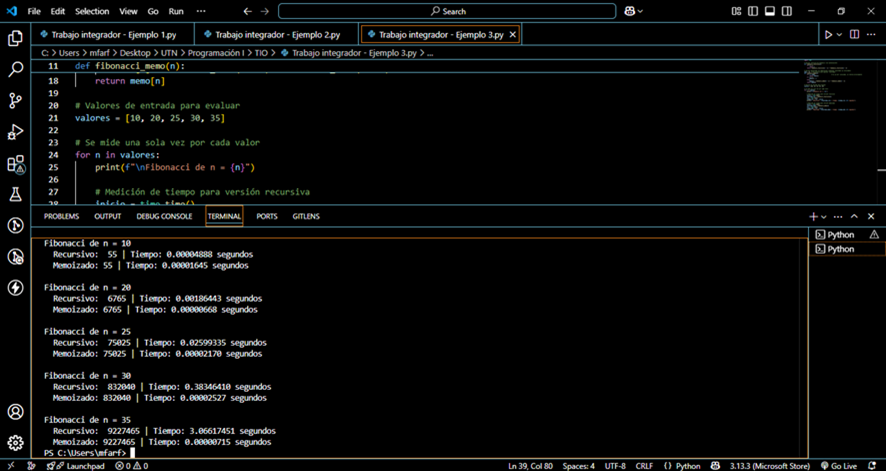 File Edit Selection View Go Run ··· Search
Trabajo integrador - Ejemplo 1.py Trabajo integrador - Ejemplo 2.py Trabajo integrador - Ejemplo 3.py
C: > Users > mfarf > Desktop > UTN > Programación I > TIO > Trabajo integrador - Ejemplo 3.py > ...
11 def fibonacci_memo(n):
18 return memo[n]
19
20 # Valores de entrada para evaluar
21 valores = [10, 20, 25, 30, 35]
22
23 # Se mide una sola vez por cada valor
24 for n in valores:
25 print(f"\nFibonacci de n = {n}")
26
27 # Medición de tiempo para versión recursiva
28 inicio = time.time()
PROBLEMS OUTPUT DEBUG CONSOLE TERMINAL PORTS GITLENS
Python
Python
Fibonacci de n = 10
Recursivo: 55 | Tiempo: 0.00004888 segundos
Memoizado: 55 | Tiempo: 0.00001645 segundos
Fibonacci de n = 20
Recursivo: 6765 | Tiempo: 0.00186443 segundos
Memoizado: 6765 | Tiempo: 0.00000668 segundos
Fibonacci de n = 25
Recursivo: 75025 | Tiempo: 0.02599335 segundos
Memoizado: 75025 | Tiempo: 0.00002170 segundos
Fibonacci de n = 30
Recursivo: 832040 | Tiempo: 0.38346410 segundos
Memoizado: 832040 | Tiempo: 0.00002527 segundos
Fibonacci de n = 35
Recursivo: 9227465 | Tiempo: 3.06617451 segundos
Memoizado: 9227465 | Tiempo: 0.00000715 segundos
PS C:\Users\mfarf>
Launchpad 0 0 Ln 39, Col 80 Spaces: 4 UTF-8 CRLF { } Python 3.13.3 (Microsoft Store) Go Live